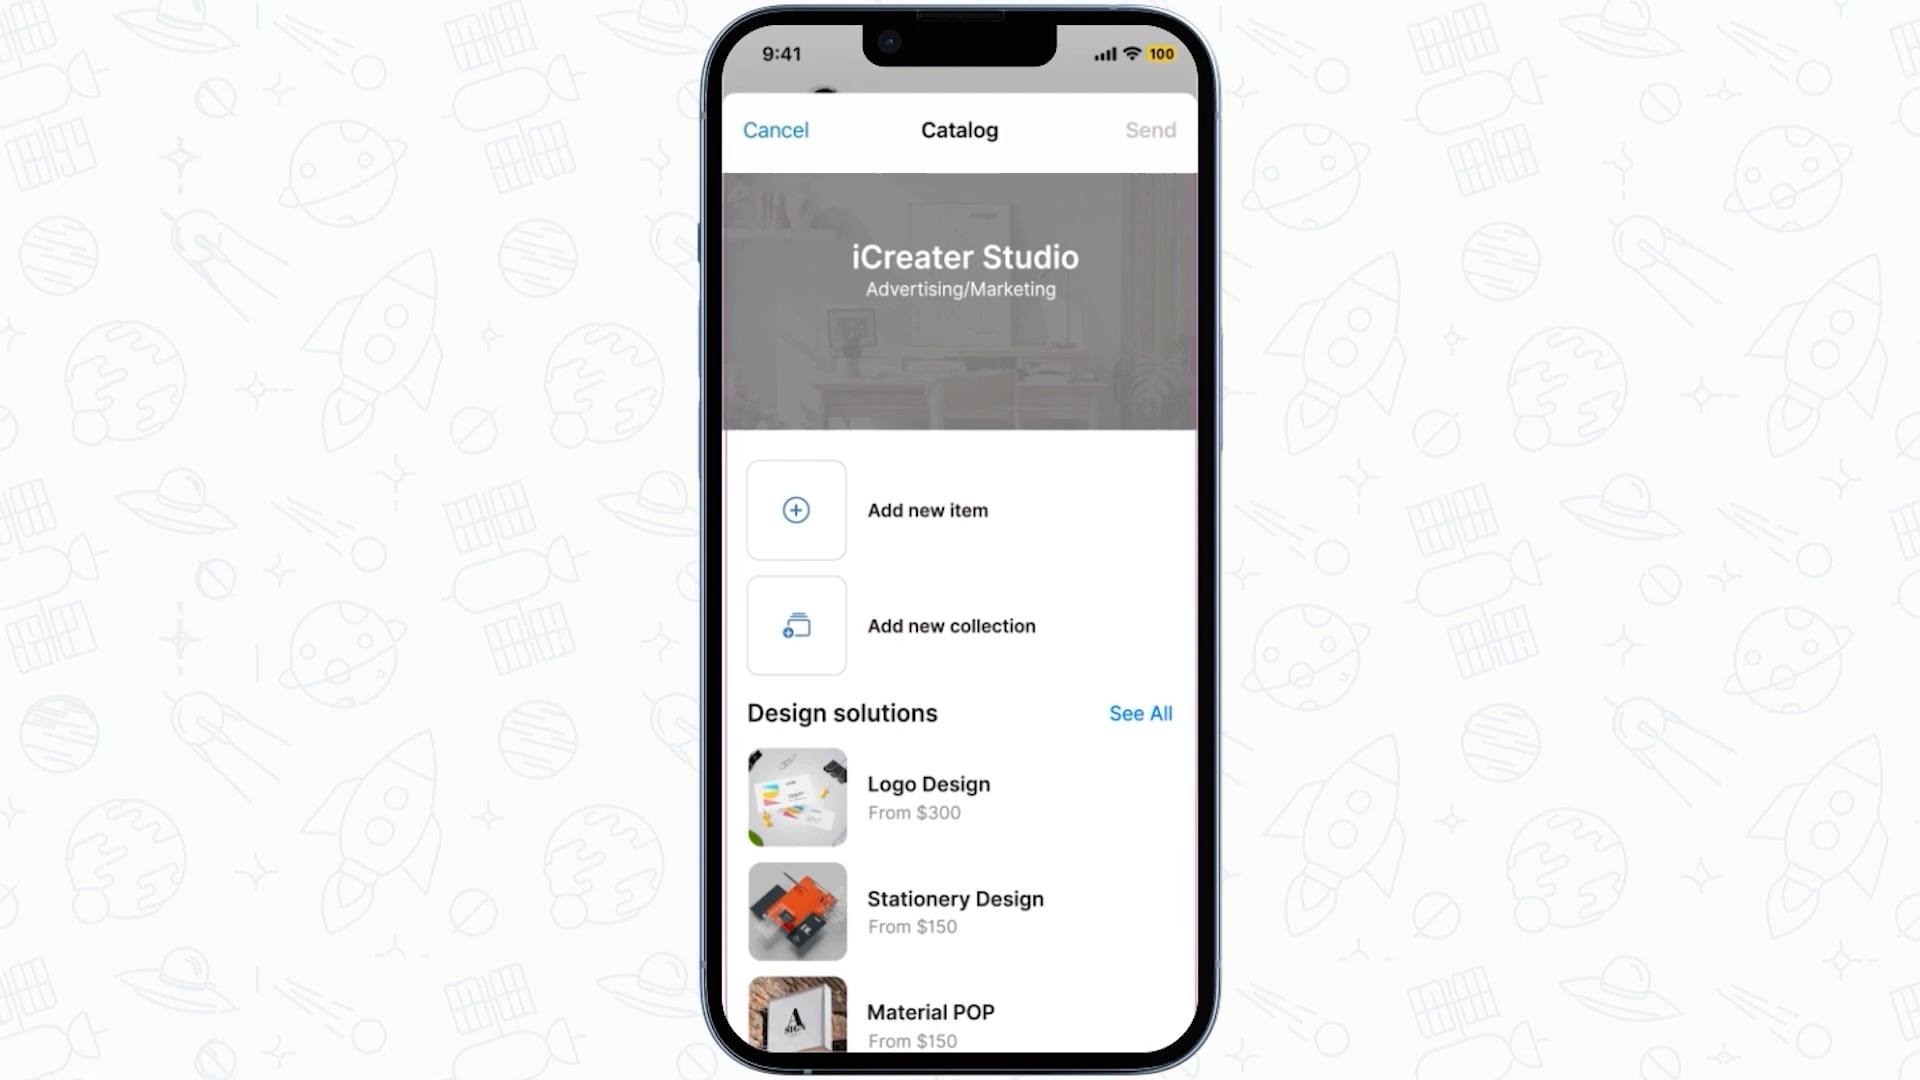 9:41
100
Cancel
Catalog
Send
iCreater Studio
Advertising/Marketing
Add new item
Add new collection
Design solutions
See All
Logo Design
From $300
Stationery Design
From $150
Material POP
From $150
A
SIGN